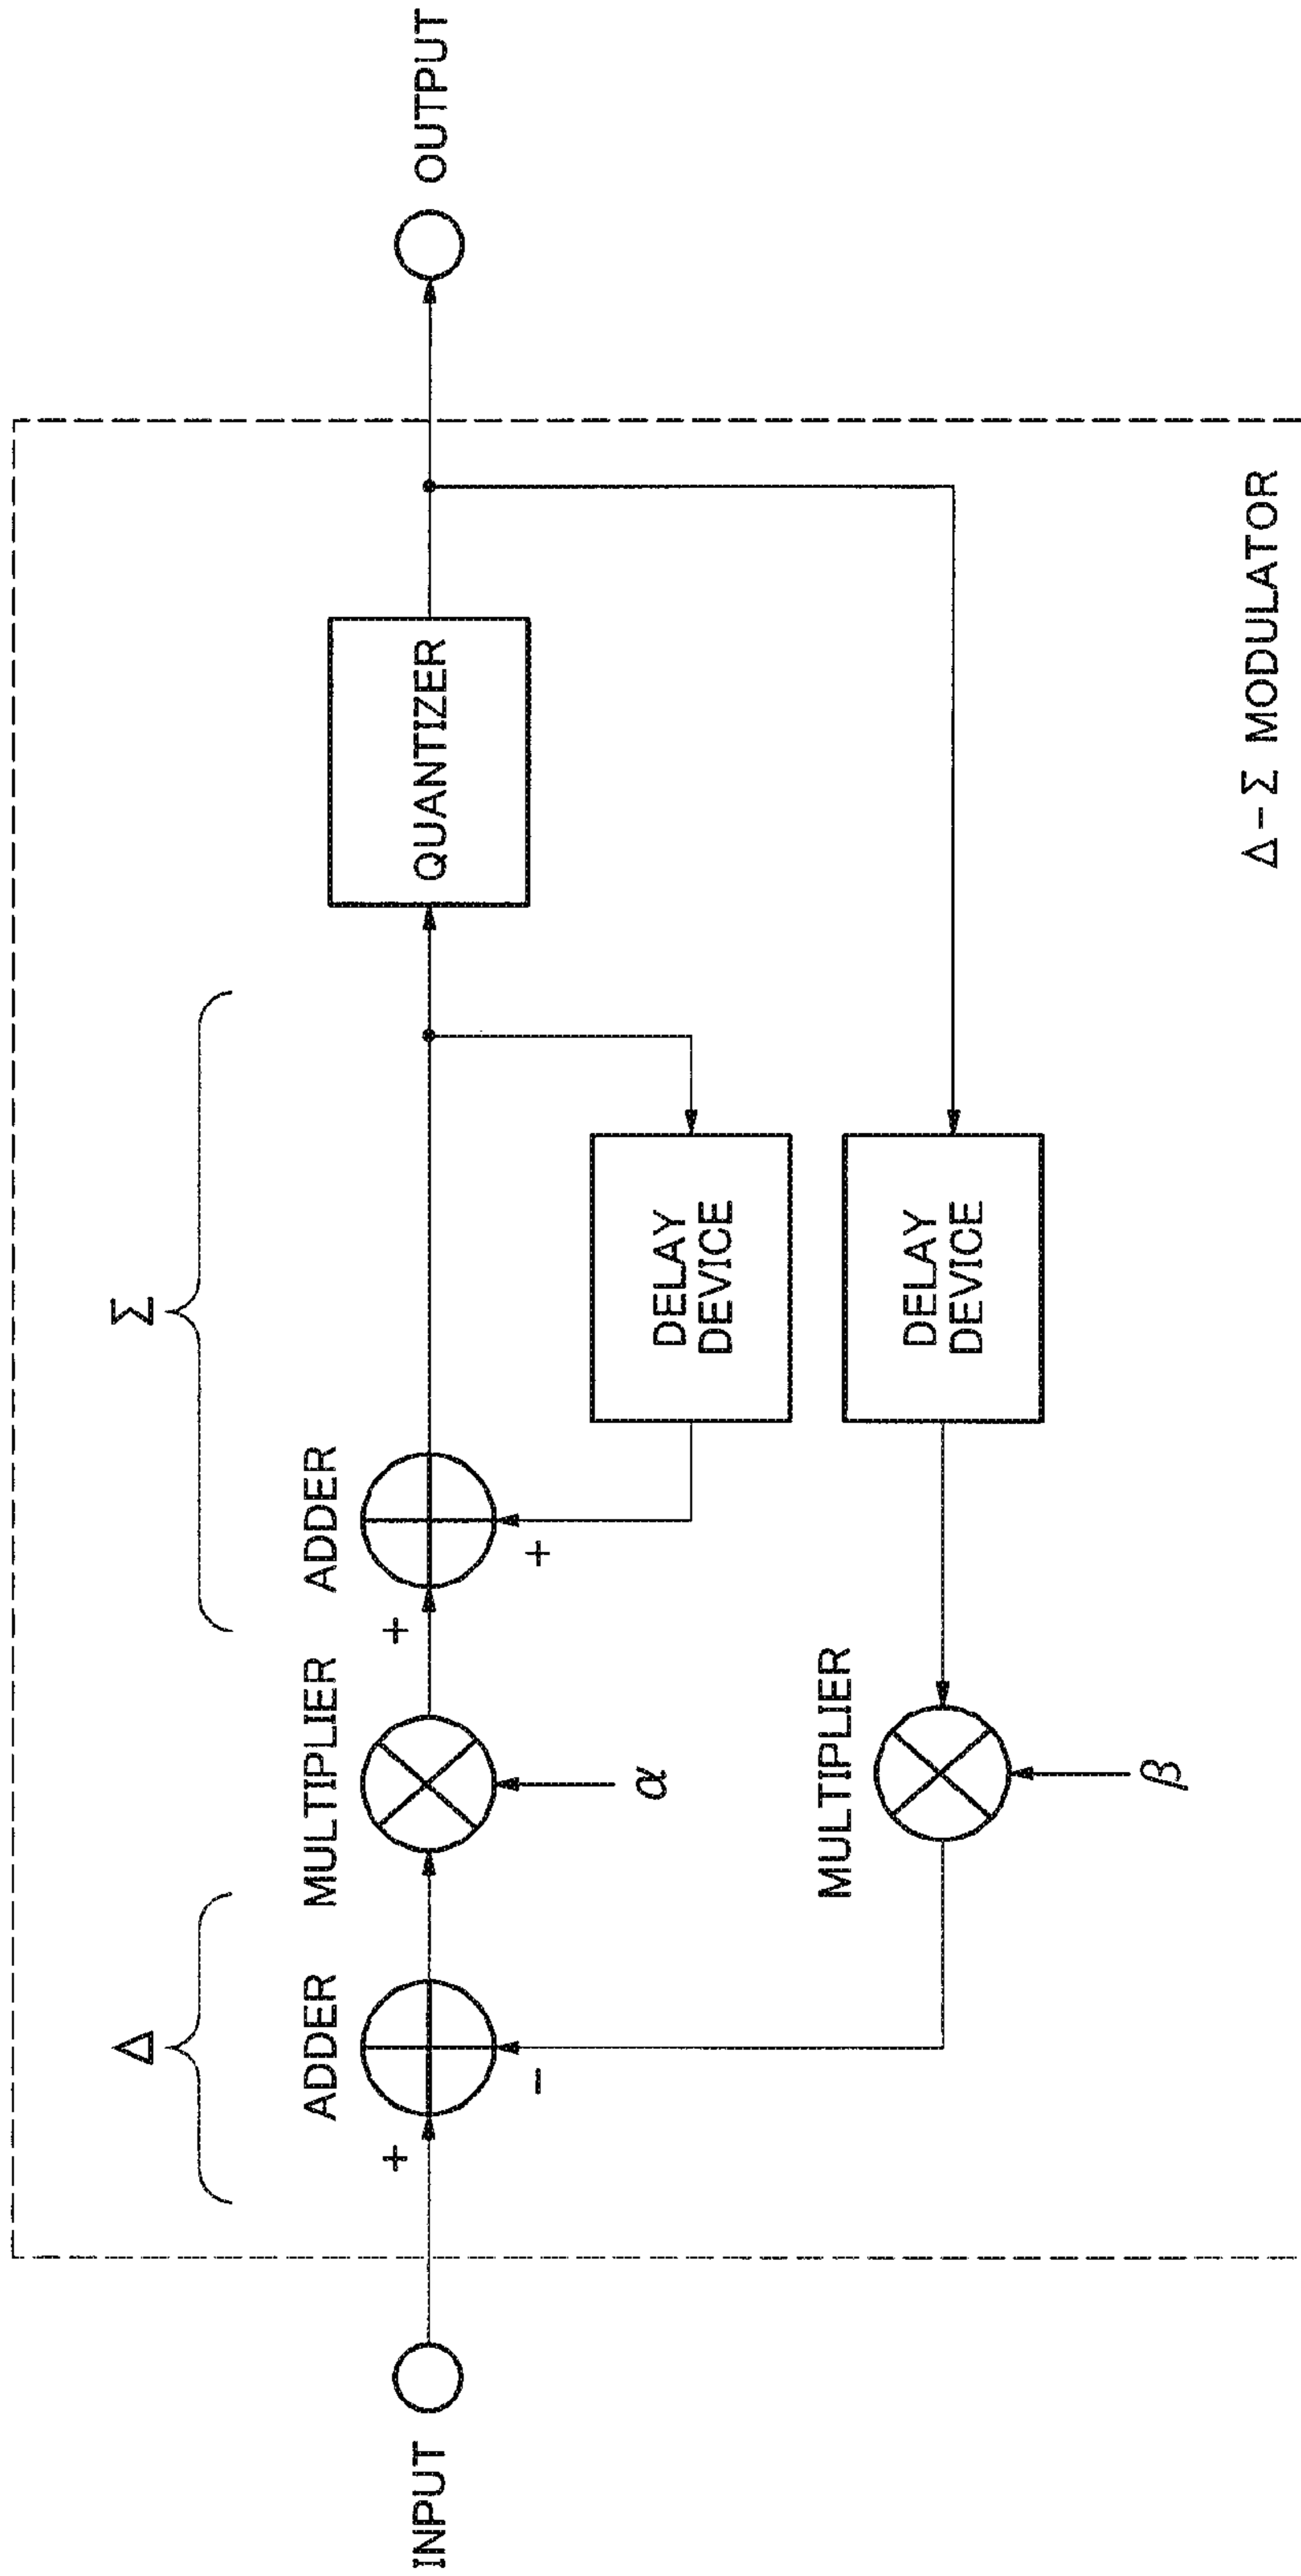 Δ
Σ
ADDER
MULTIPLIER
ADDER
+
+
QUANTIZER
INPUT
OUTPUT
-
+
α
DELAY
DEVICE
MULTIPLIER
DELAY
DEVICE
β
Δ-Σ MODULATOR